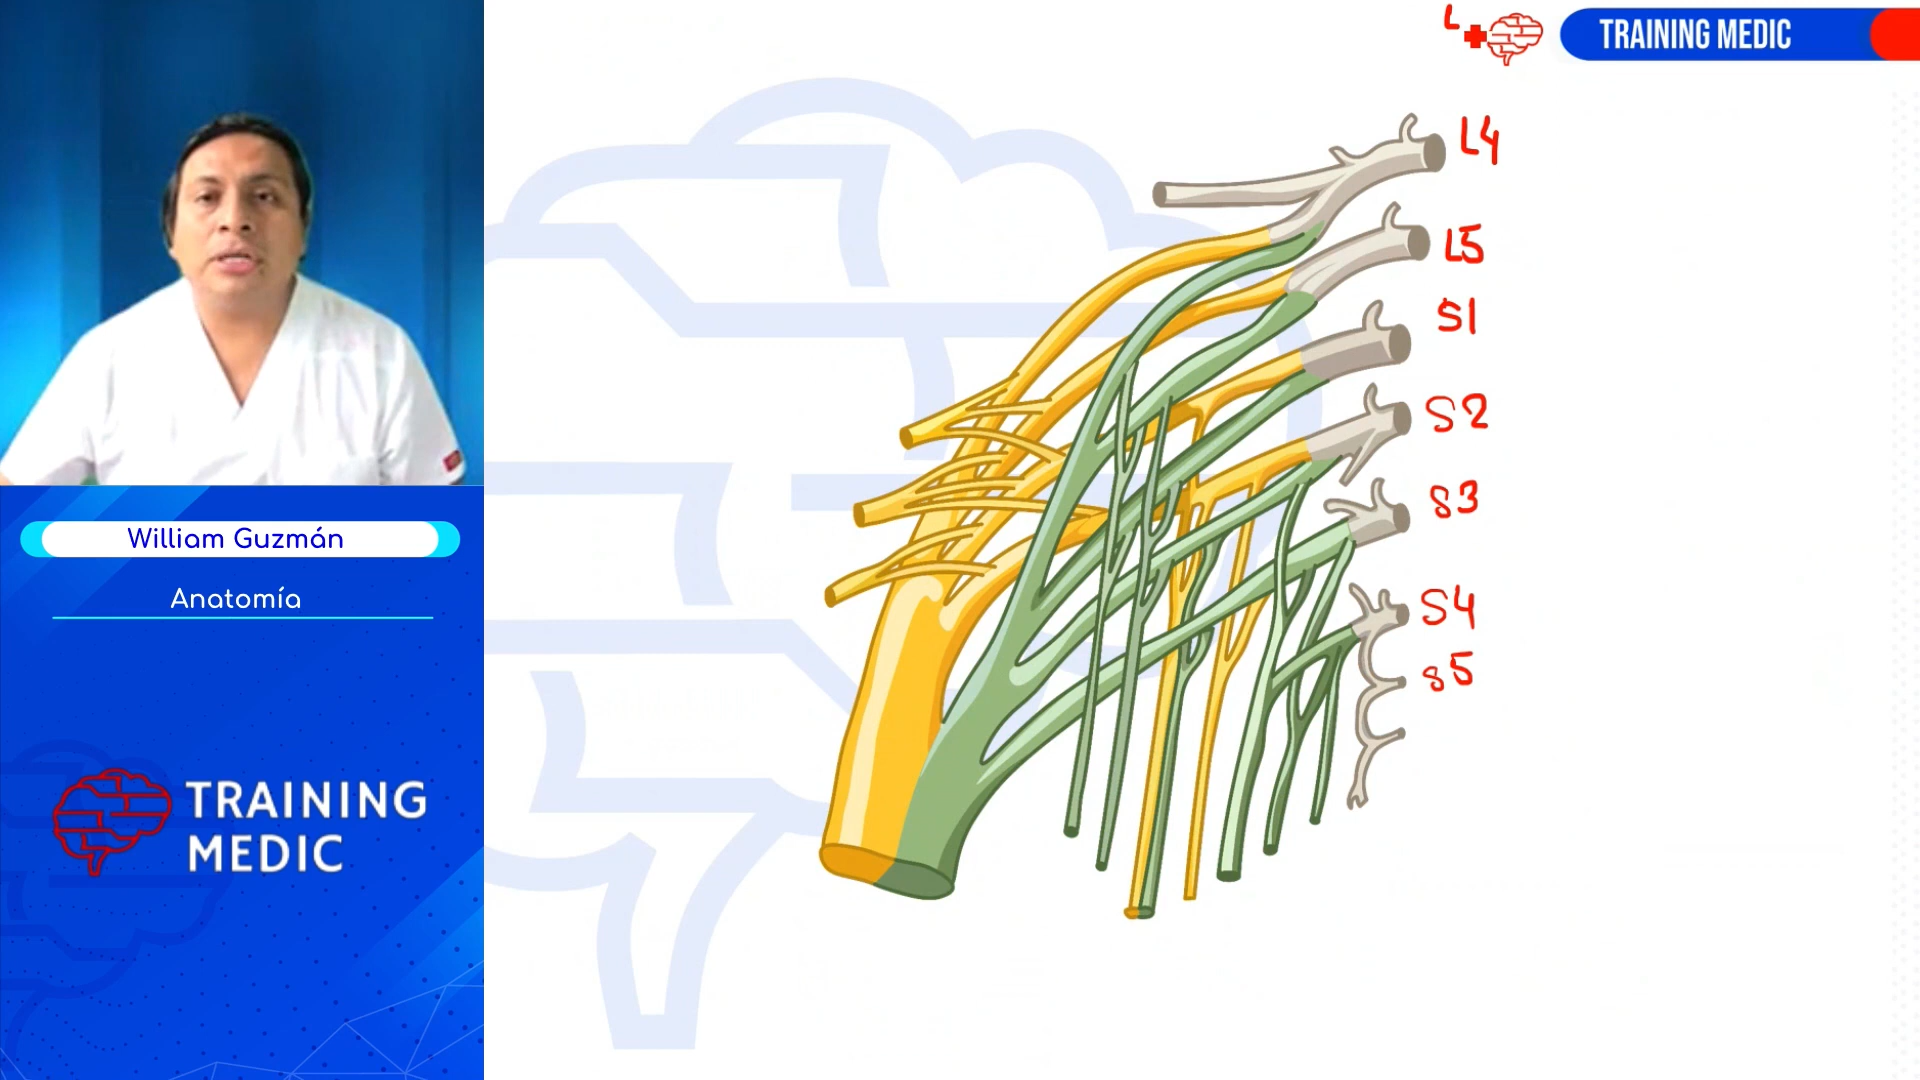 L
TRAINING MEDIC
L4
L5
S1
S2
S3
S4
S5
William Guzmán
Anatomía
TRAINING
MEDIC